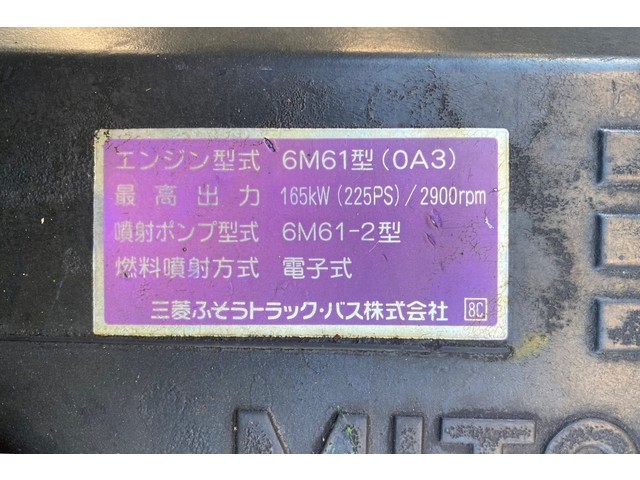 エンジン型式 6M61型(0A3)
最高出力 165kW(225PS)/2900rpm
噴射ポンプ型式 6M61-2型
燃料噴射方式 電子式
三菱ふそうトラック・バス株式会社 8C